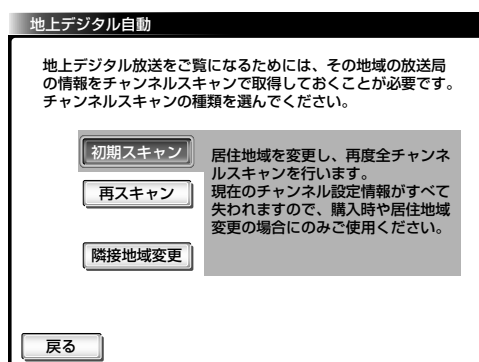 地上デジタル自動
地上デジタル放送をご覧になるためには、その地域の放送局
の情報をチャンネルスキャンで取得しておくことが必要です。
チャンネルスキャンの種類を選んでください。
初期スキャン
居住地域を変更し、再度全チャンネ
ルスキャンを行います。
現在のチャンネル設定情報がすべて
失われますので、購入時や居住地域
変更の場合にのみご使用ください。
再スキャン
隣接地域変更
戻る